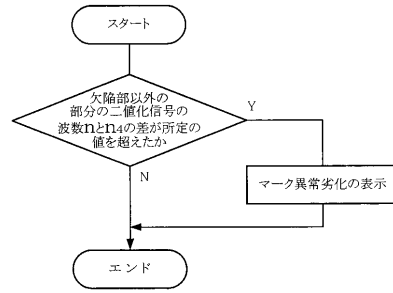 スタート
欠陥部以外の
部分の二値化信号の
波数nとn4の差が所定の
値を超えたか
Y
N
マーク異常劣化の表示
エンド